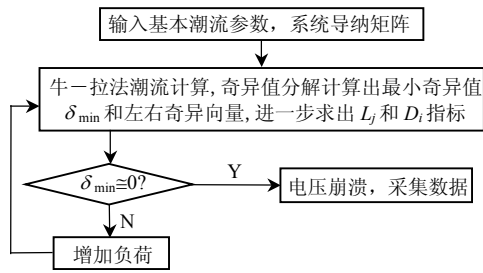 输入基本潮流参数，系统导纳矩阵
牛－拉法潮流计算,奇异值分解计算出最小奇异值
δmin和左右奇异向量,进一步求出Lj和Di指标
δmin≅0?
Y
电压崩溃，采集数据
N
增加负荷